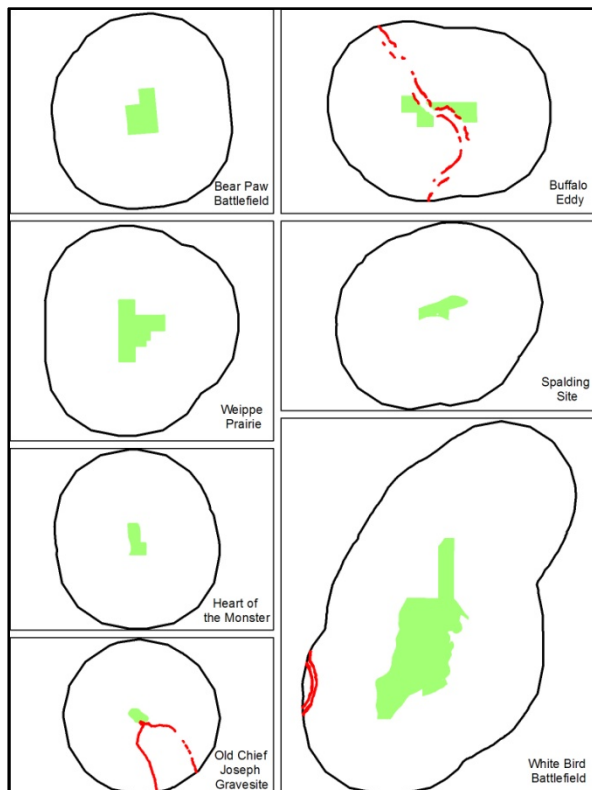 Bear Paw
Battlefield
Buffalo
Eddy
Weippe
Prairie
Spalding
Site
Heart of
the Monster
Old Chief
Joseph
Gravesite
White Bird
Battlefield